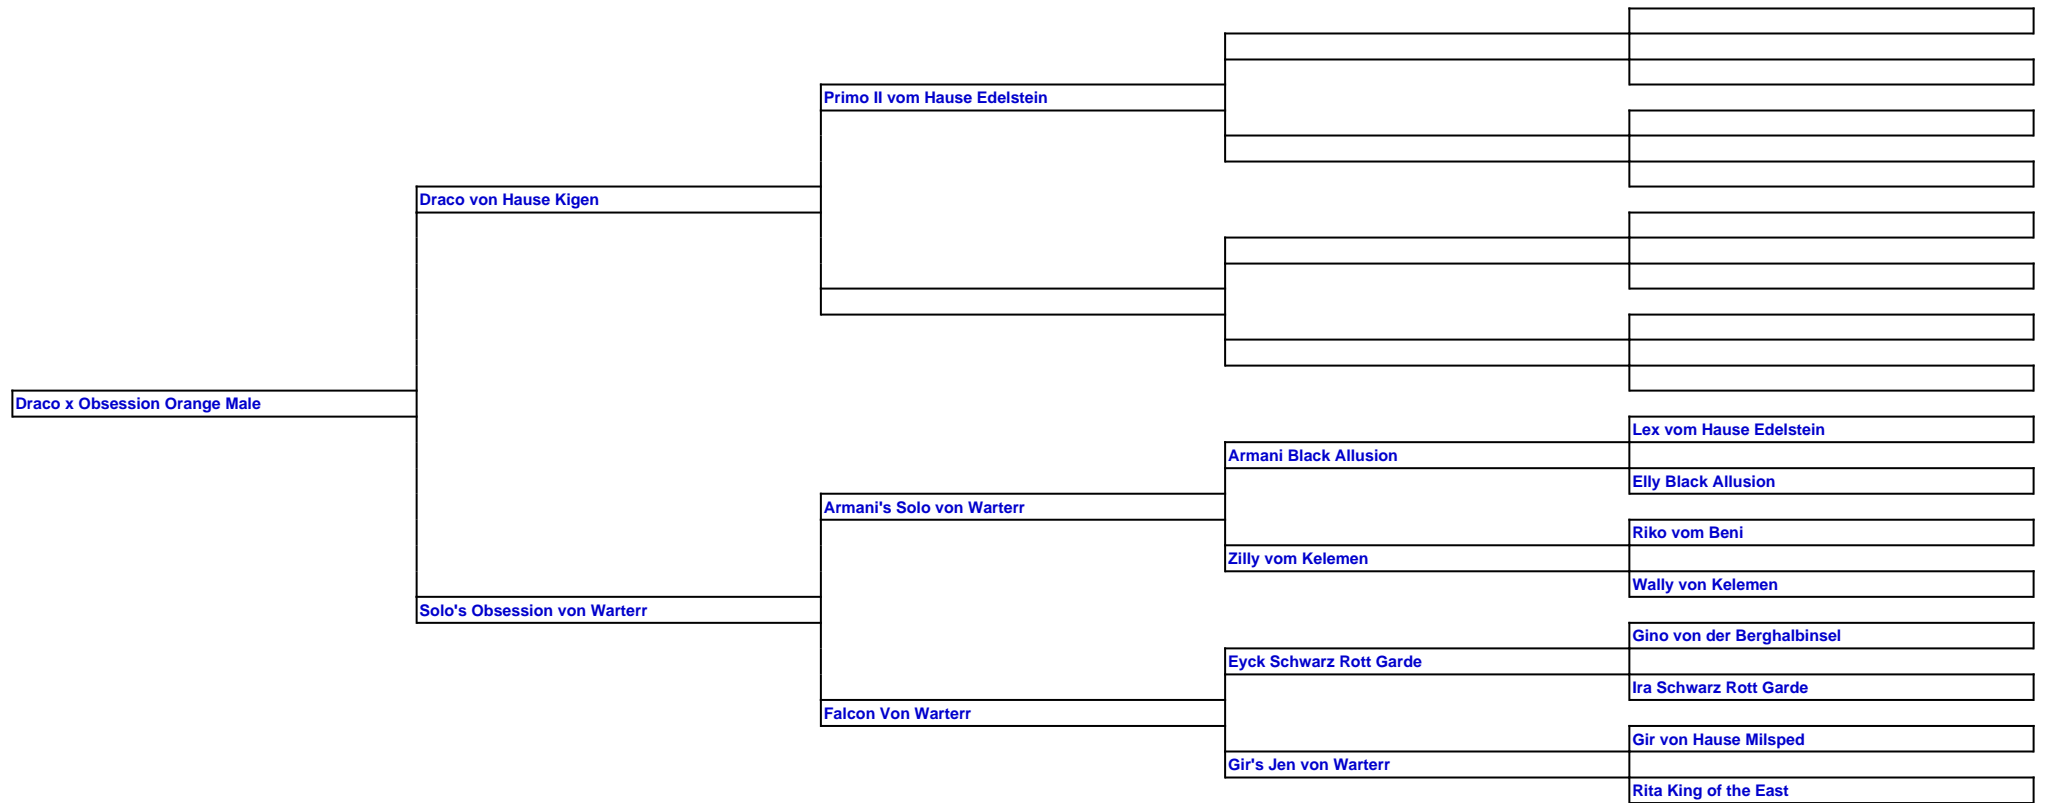 Primo II vom Hause Edelstein
Draco von Hause Kigen
Draco x Obsession Orange Male
Lex vom Hause Edelstein
Armani Black Allusion
Elly Black Allusion
Armani's Solo von Warterr
Riko vom Beni
Zilly vom Kelemen
Wally von Kelemen
Solo's Obsession von Warterr
Gino von der Berghalbinsel
Eyck Schwarz Rott Garde
Ira Schwarz Rott Garde
Falcon Von Warterr
Gir von Hause Milsped
Gir's Jen von Warterr
Rita King of the East